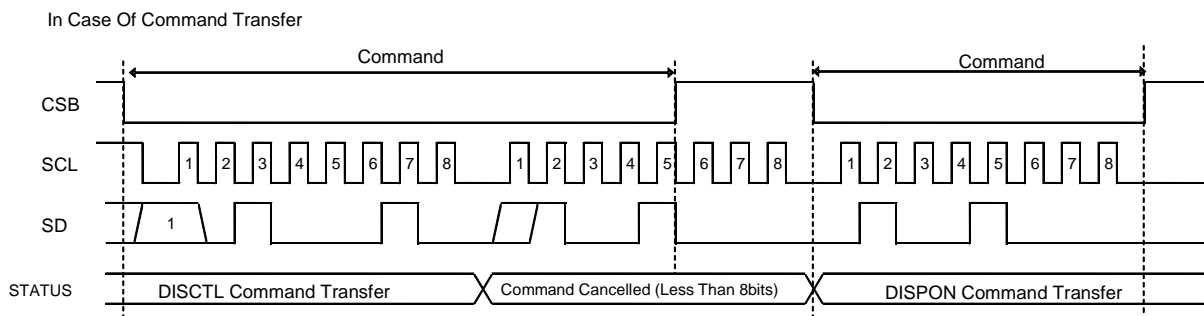 In Case Of Command Transfer
Command Command
CSB
SCL 1 2 3 4 5 6 7 8 1 2 3 4 5 6 7 8 1 2 3 4 5 6 7 8
SD 1
STATUS DISCTL Command Transfer Command Cancelled (Less Than 8bits) DISPON Command Transfer